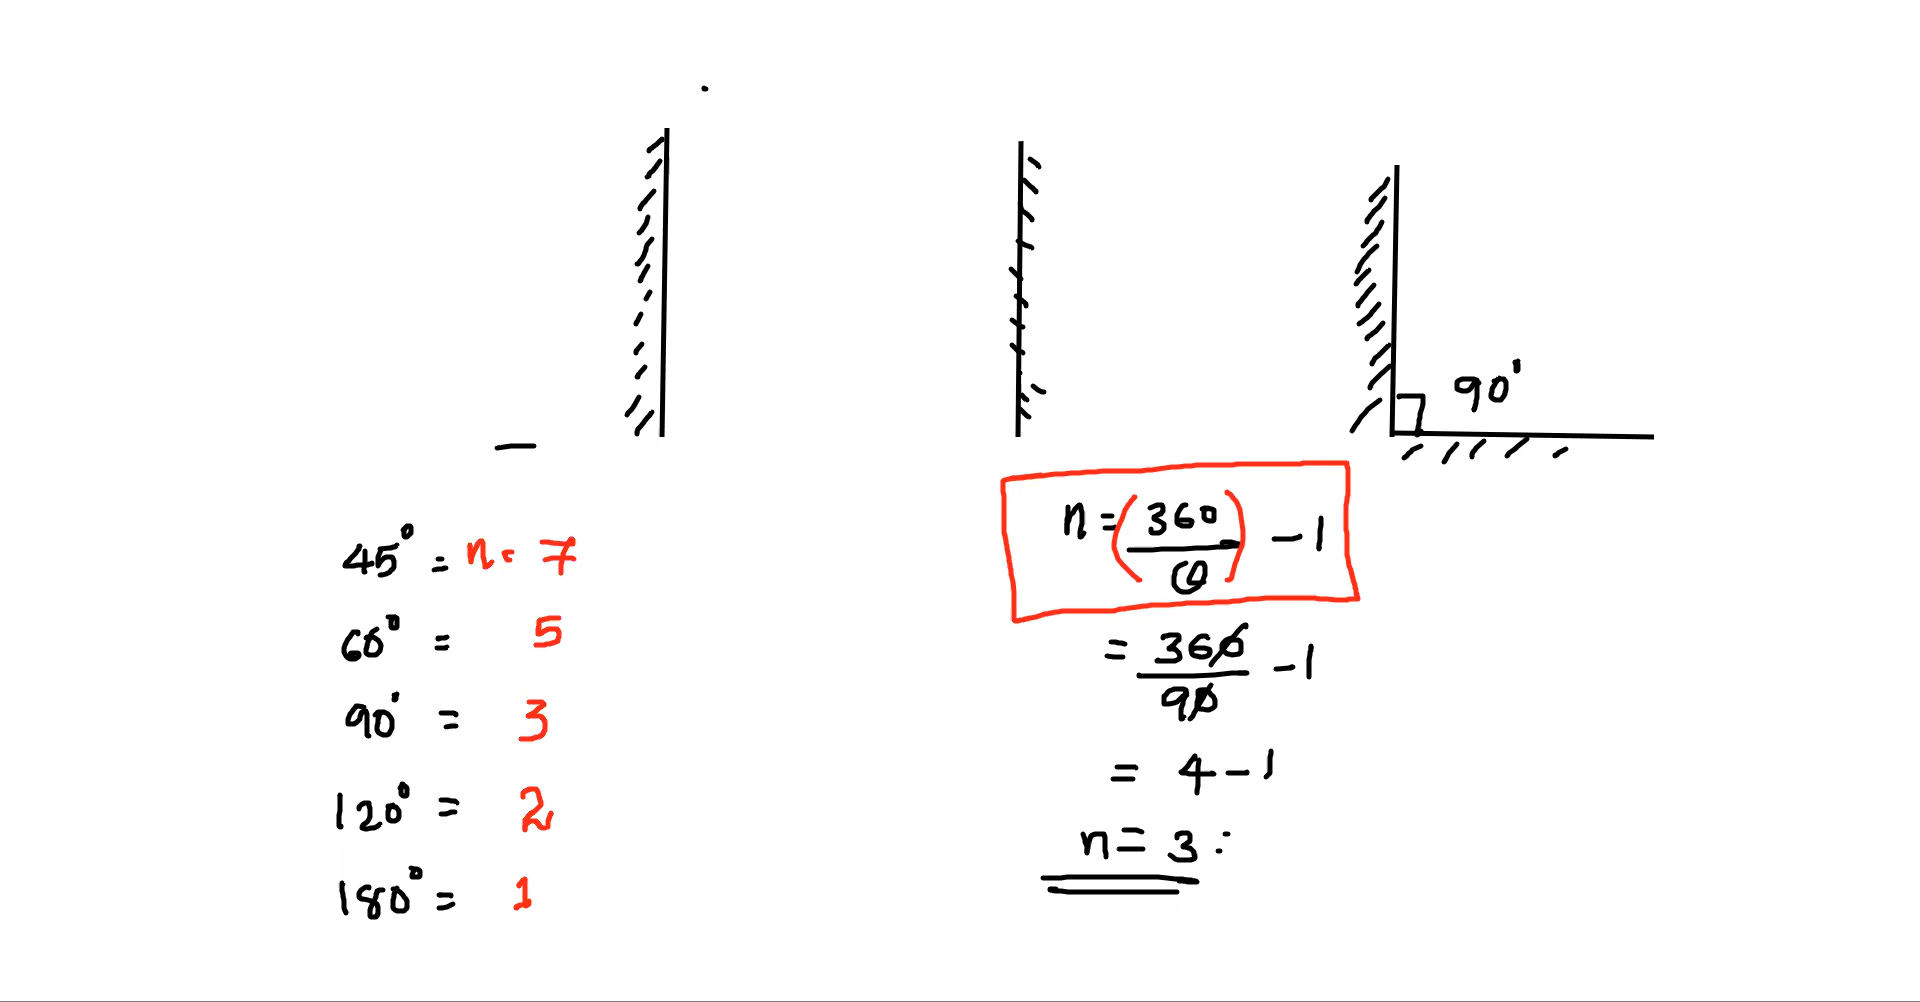 90°
n = (360/θ) - 1
= 360/90 - 1
= 4 - 1
n = 3
45° = n = 7
60° = 5
90° = 3
120° = 2
180° = 1